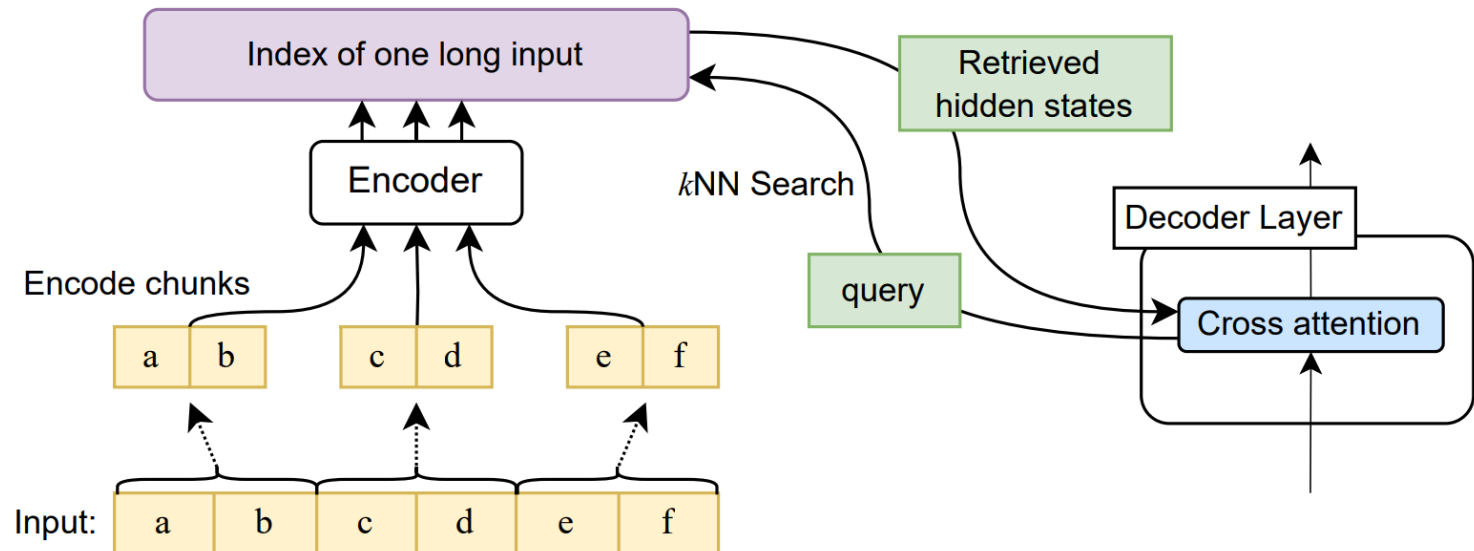 Index of one long input
Retrieved
hidden states
Encoder
kNN Search
Decoder Layer
Encode chunks
query
Cross attention
a b c d e f
Input: a b c d e f